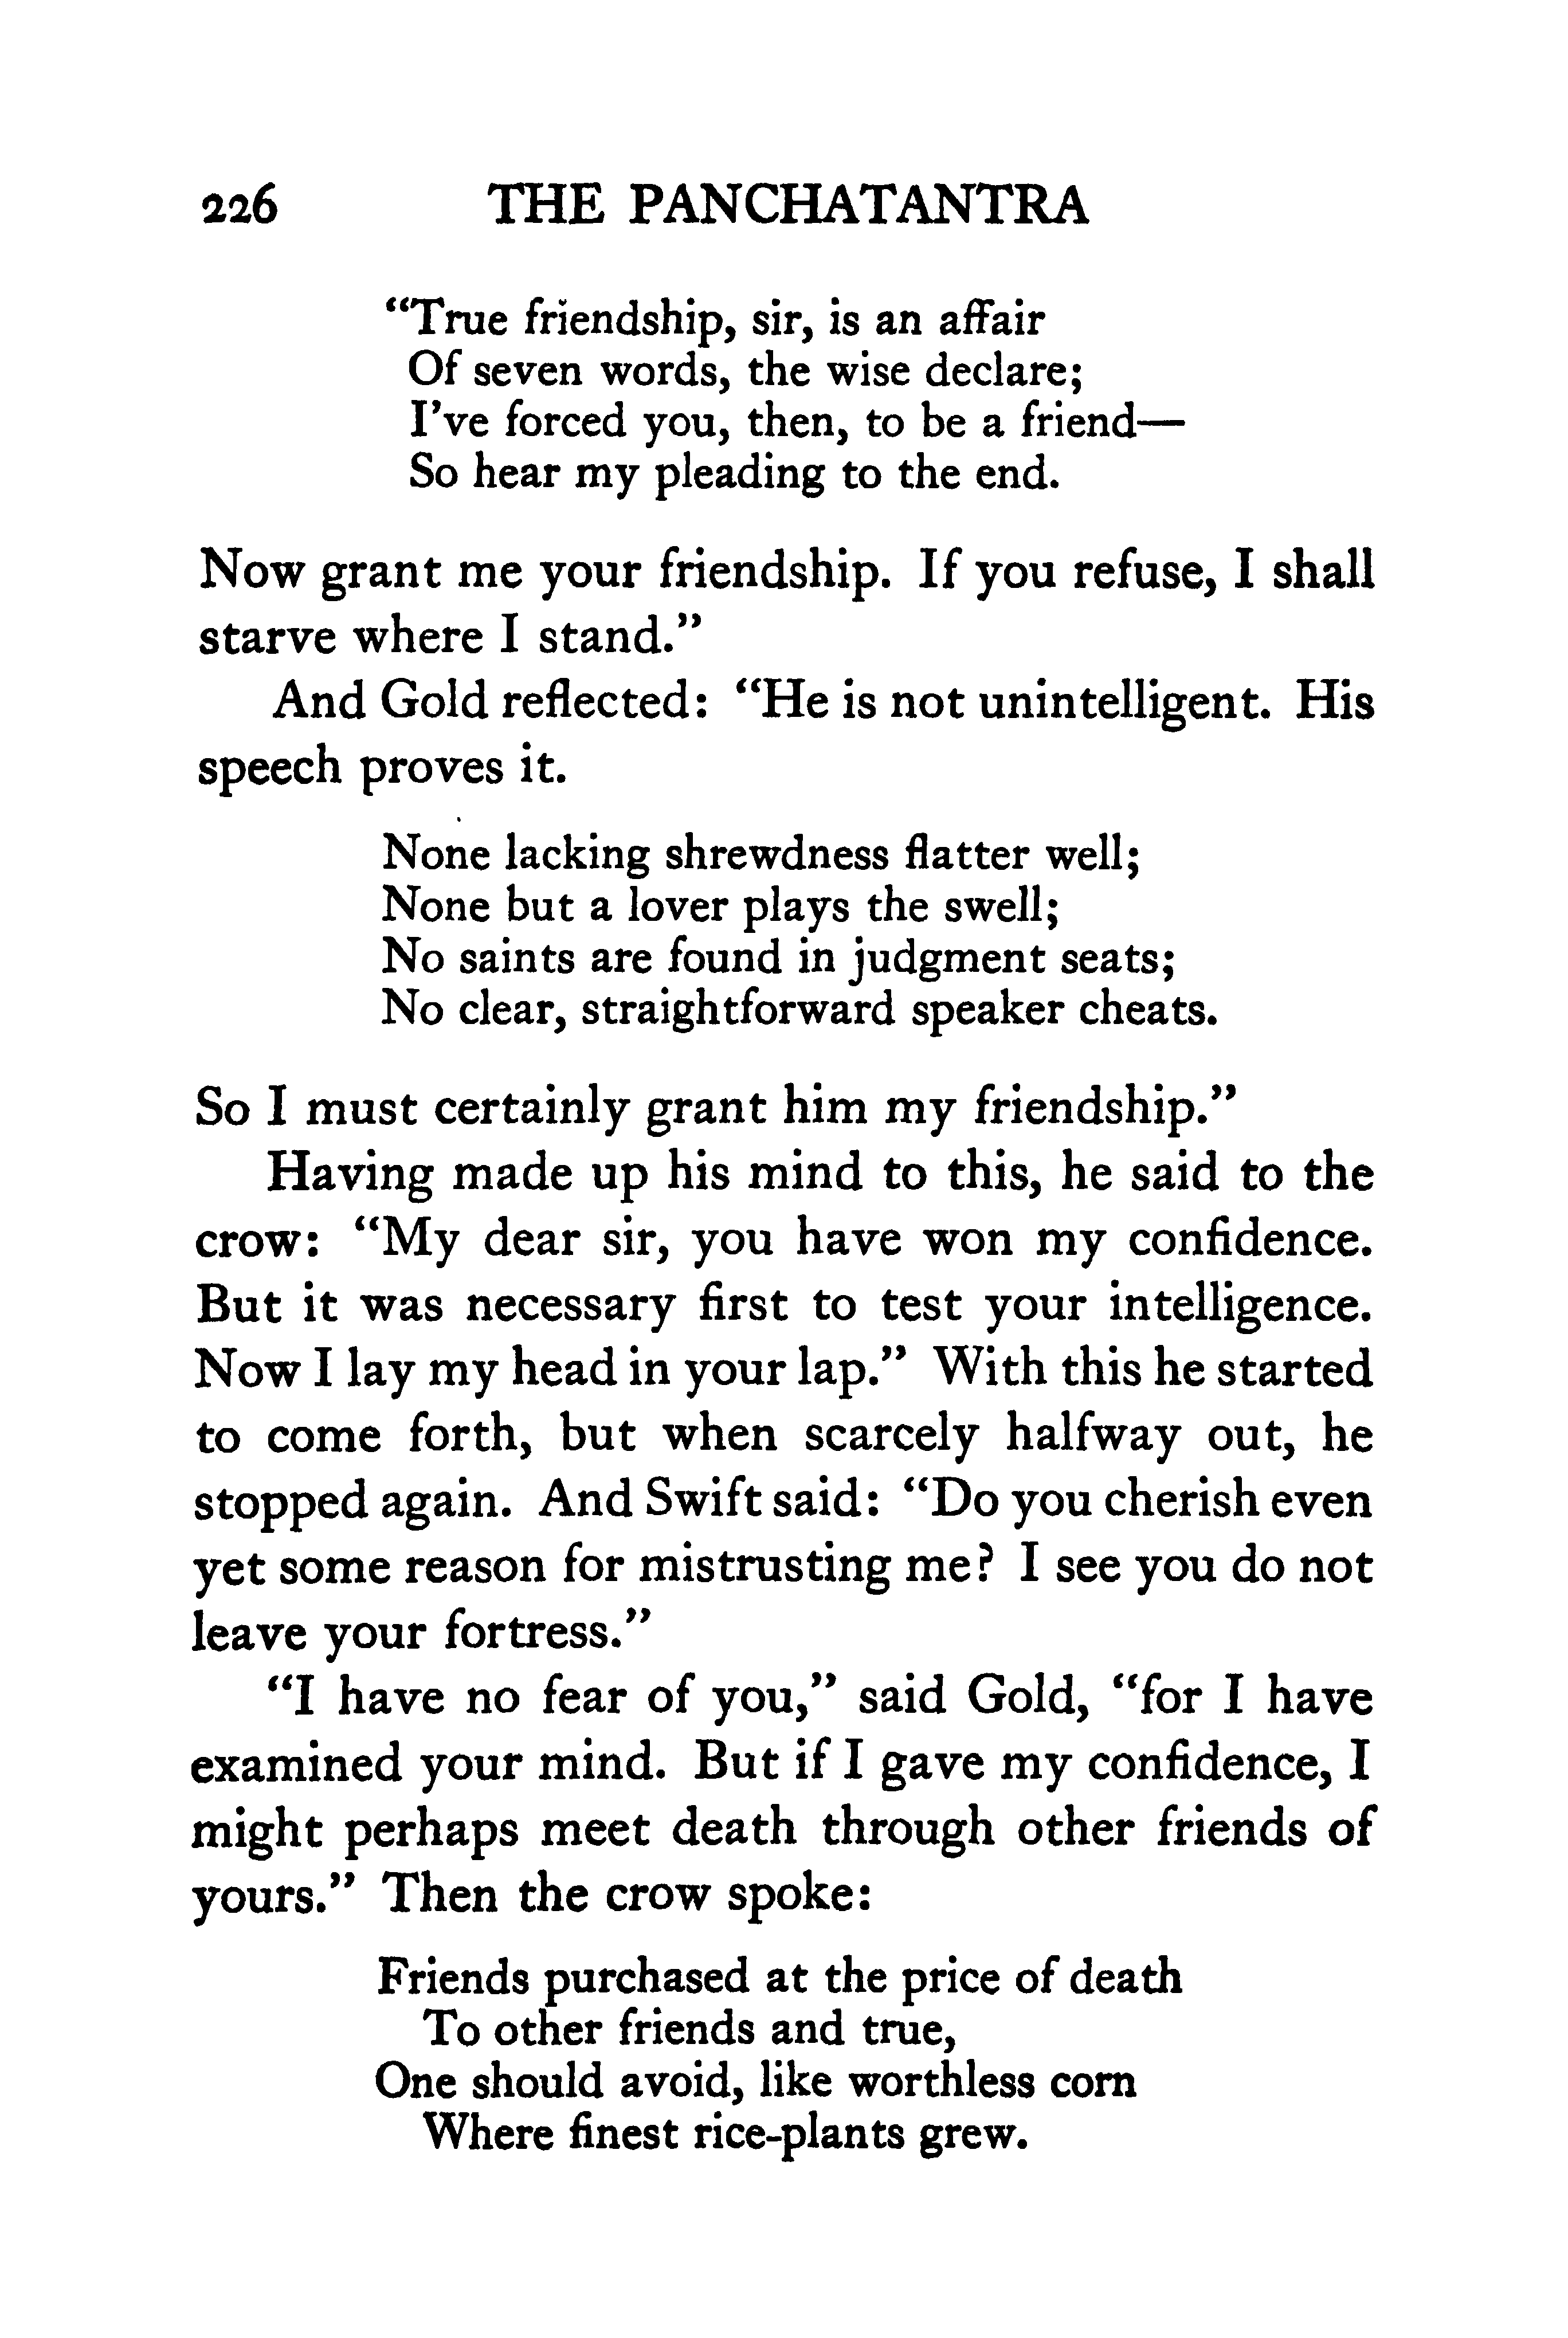 226 THE PANCHATANTRA
“True friendship, sir, is an affair
Of seven words, the wise declare;
I’ve forced you, then, to be a friend—
So hear my pleading to the end.
Now grant me your friendship. If you refuse, I shall
starve where I stand.”
And Gold reflected: “He is not unintelligent. His
speech proves it.
None lacking shrewdness flatter well;
None but a lover plays the swell;
No saints are found in judgment seats;
No clear, straightforward speaker cheats.
So I must certainly grant him my friendship.”
Having made up his mind to this, he said to the
crow: “My dear sir, you have won my confidence.
But it was necessary first to test your intelligence.
Now I lay my head in your lap.” With this he started
to come forth, but when scarcely halfway out, he
stopped again. And Swift said: “Do you cherish even
yet some reason for mistrusting me? I see you do not
leave your fortress.”
“I have no fear of you,” said Gold, “for I have
examined your mind. But if I gave my confidence, I
might perhaps meet death through other friends of
yours.” Then the crow spoke:
Friends purchased at the price of death
To other friends and true,
One should avoid, like worthless corn
Where finest rice-plants grew.